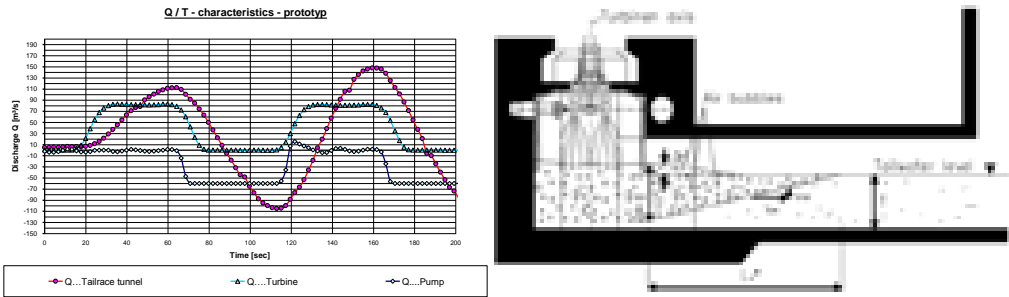 Q / T - characteristics - prototyp
Discharge Q [m³/s]
190
170
150
130
110
90
70
50
30
10
-10
-30
-50
-70
-90
-110
-130
-150
0 20 40 60 80 100 120 140 160 180 200
Time [sec]
Q...Tailrace tunnel Q....Turbine Q....Pump
Turbinen axis
Air bubbles
Tailwater level